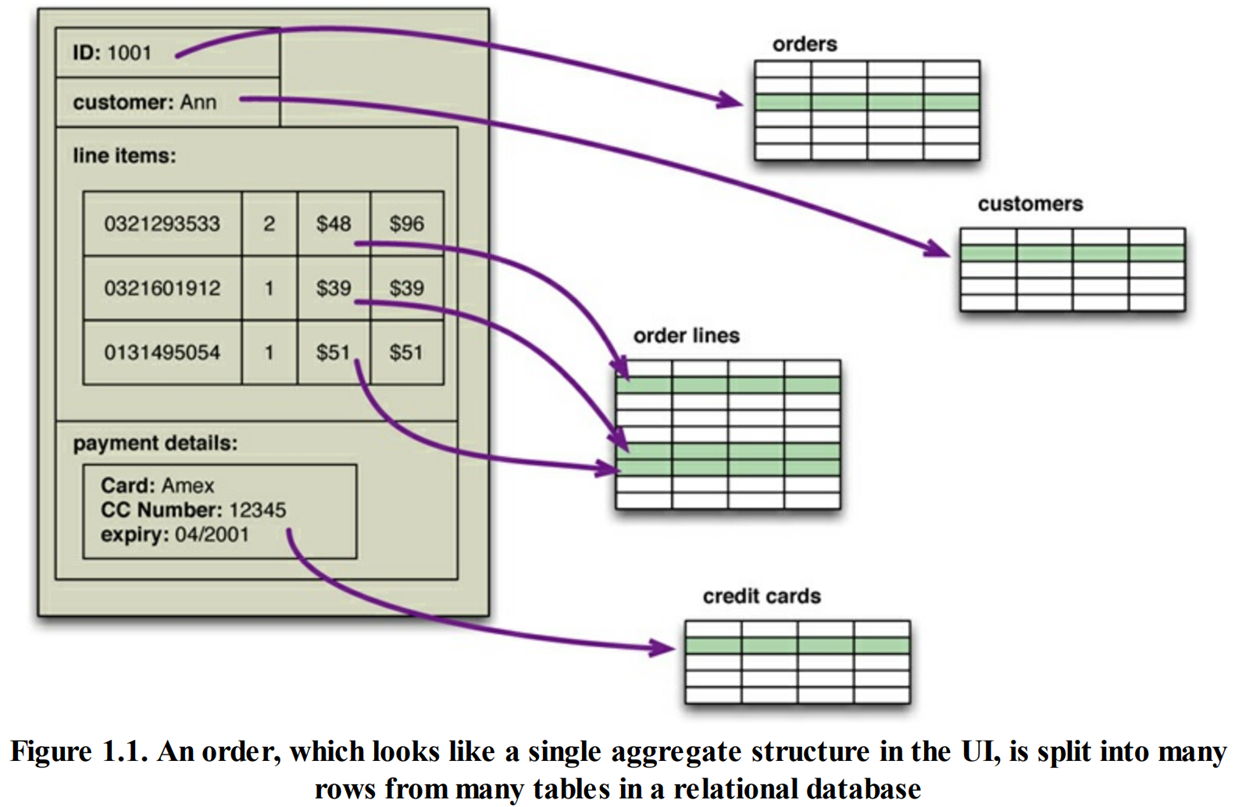 ID: 1001
customer: Ann
line items:
0321293533 2 $48 $96
0321601912 1 $39 $39
0131495054 1 $51 $51
payment details:
Card: Amex
CC Number: 12345
expiry: 04/2001
orders
customers
order lines
credit cards
Figure 1.1. An order, which looks like a single aggregate structure in the UI, is split into many
rows from many tables in a relational database